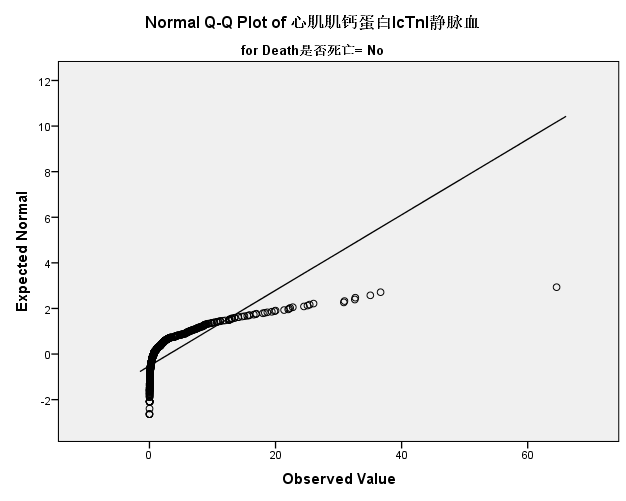 Normal Q-Q Plot of 心肌肌钙蛋白IcTnI静脉血
for Death是否死亡= No
12
10
8
6
4
2
0
-2
Expected Normal
0 20 40 60
Observed Value